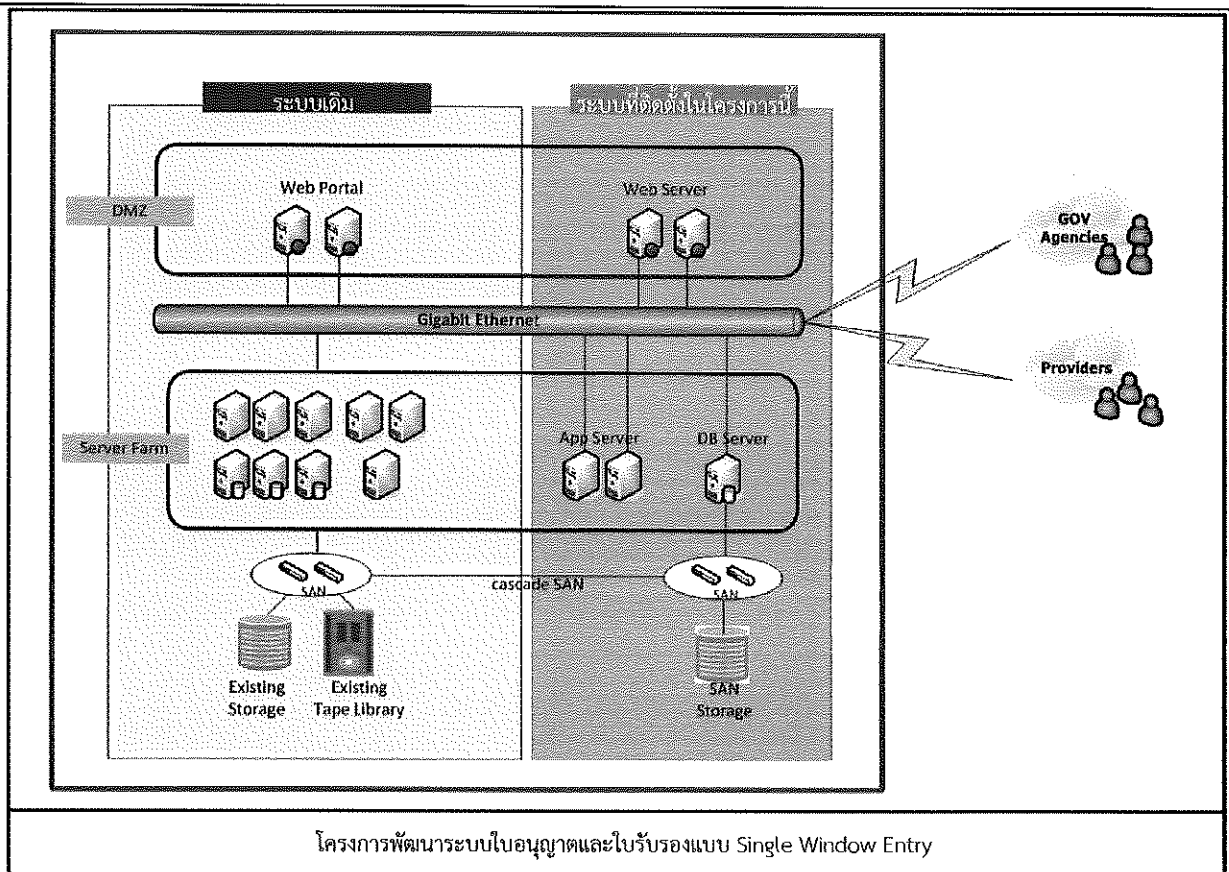 ระบบเดิม
ระบบที่ติดตั้งในโครงการนี้
Web Portal
Web Server
DMZ
GOV
Agencies
Gigabit Ethernet
Providers
App Server
DB Server
Server Farm
SAN
cascade SAN
SAN
Existing
Storage
Existing
Tape Library
SAN
Storage
โครงการพัฒนาระบบใบอนุญาตและใบรับรองแบบ Single Window Entry